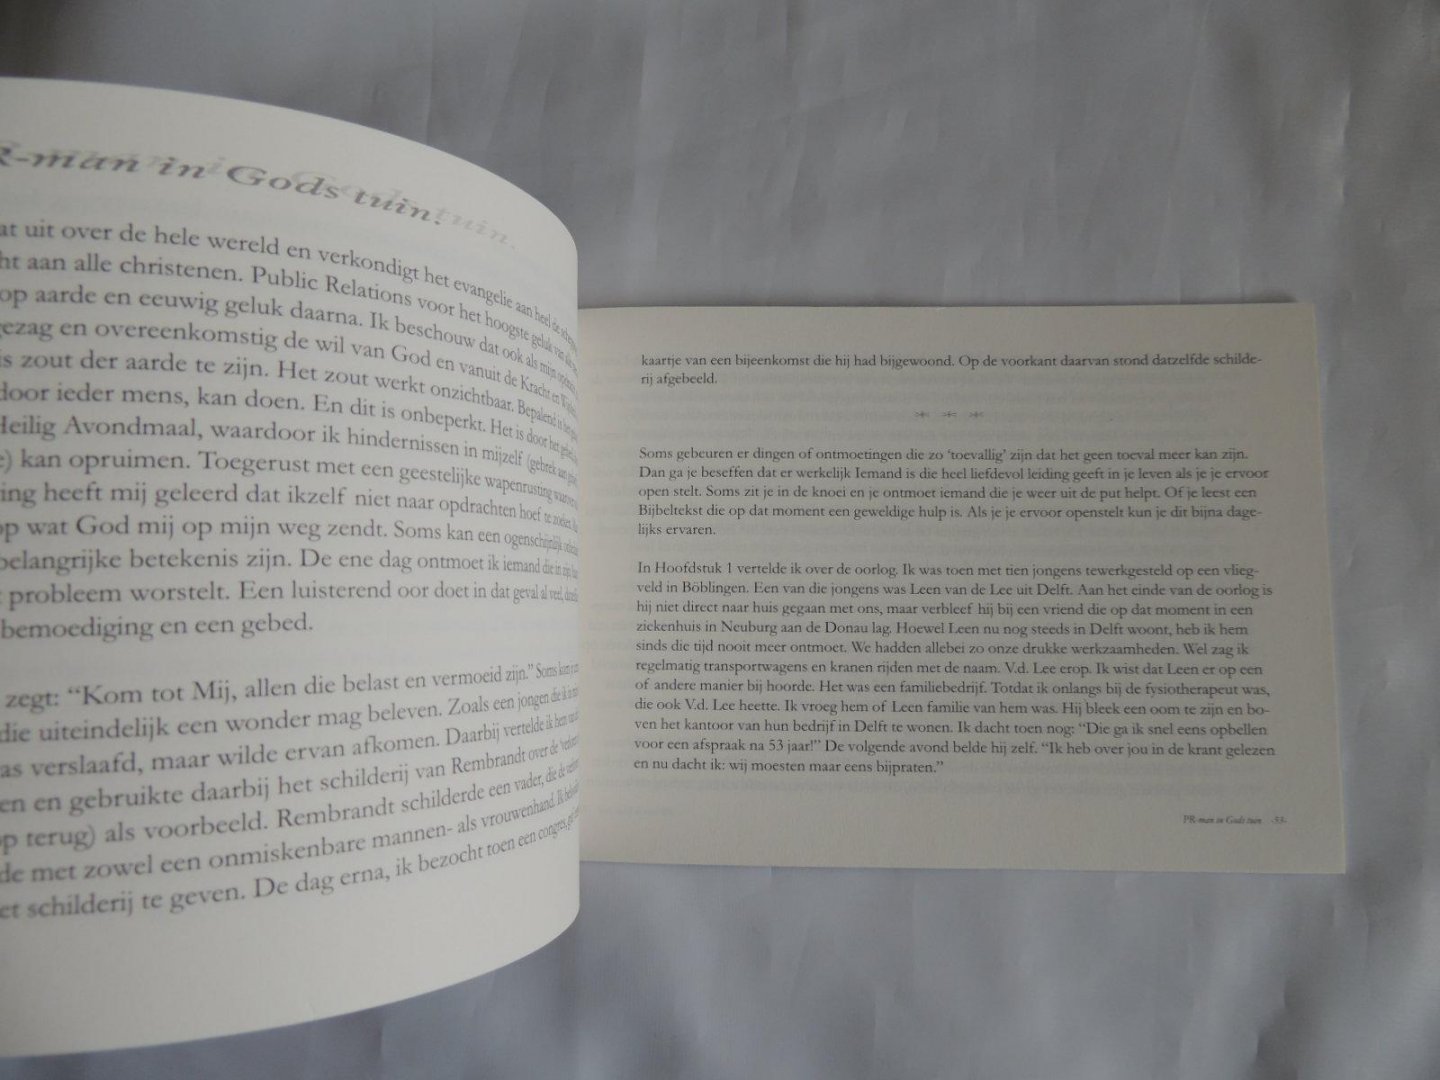 R-man in Gods tuin.
at uit over de hele wereld en verkondigt het evangelie aan heel de
ht aan alle christenen. Public Relations voor het hoogste geluk van
op aarde en eeuwig geluk daarna. Ik beschouw dat ook als mijn
gezag en overeenkomstig de wil van God en vanuit de Kracht en
is zout der aarde te zijn. Het zout werkt onzichtbaar. Bepalend is het
door ieder mens, kan doen. En dit is onbeperkt. Het is door het
Heilig Avondmaal, waardoor ik hindernissen in mijzelf (gebrek aan
e) kan opruimen. Toegerust met een geestelijke wapenrusting
ing heeft mij geleerd dat ikzelf niet naar opdrachten hoef te zoeken.
op wat God mij op mijn weg zendt. Soms kan een ogenschijnlijk
belangrijke betekenis zijn. De ene dag ontmoet ik iemand die in zijn
t probleem worstelt. Een luisterend oor doet in dat geval al veel,
bemoediging en een gebed.
zegt: “Kom tot Mij, allen die belast en vermoeid zijn.” Soms
die uiteindelijk een wonder mag beleven. Zoals een jongen die ik
as verslaafd, maar wilde ervan afkomen. Daarbij vertelde ik hem
en en gebruikte daarbij het schilderij van Rembrandt over de
op terug) als voorbeeld. Rembrandt schilderde een vader, die de
de met zowel een onmiskenbare mannen- als vrouwenhand. Ik
et schilderij te geven. De dag erna, ik bezocht toen een congres,
kaartje van een bijeenkomst die hij had bijgewoond. Op de voorkant daarvan stond datzelfde schilde-
rij afgebeeld.
Soms gebeuren er dingen of ontmoetingen die zo ‘toevallig’ zijn dat het geen toeval meer kan zijn.
Dan ga je beseffen dat er werkelijk Iemand is die heel liefdevol leiding geeft in je leven als je je ervoor
open stelt. Soms zit je in de knoei en je ontmoet iemand die je weer uit de put helpt. Of je leest een
Bijbeltekst die op dat moment een geweldige hulp is. Als je je ervoor openstelt kun je dit bijna dage-
lijks ervaren.
In Hoofdstuk 1 vertelde ik over de oorlog. Ik was toen met tien jongens tewerkgesteld op een vlieg-
veld in Böblingen. Een van die jongens was Leen van de Lee uit Delft. Aan het einde van de oorlog is
hij niet direct naar huis gegaan met ons, maar verbleef hij bij een vriend die op dat moment in een
ziekenhuis in Neuburg aan de Donau lag. Hoewel Leen nu nog steeds in Delft woont, heb ik hem
sinds die tijd nooit meer ontmoet. We hadden allebei zo onze drukke werkzaamheden. Wel zag ik
regelmatig transportwagens en kranen rijden met de naam. V.d. Lee erop. Ik wist dat Leen er op een
of andere manier bij hoorde. Het was een familiebedrijf. Totdat ik onlangs bij de fysiotherapeut was,
die ook V.d. Lee heette. Ik vroeg hem of Leen familie van hem was. Hij bleek een oom te zijn en bo-
ven het kantoor van hun bedrijf in Delft te wonen. Ik dacht toen nog: “Die ga ik snel eens opbellen
voor een afspraak na 53 jaar!” De volgende avond belde hij zelf. “Ik heb over jou in de krant gelezen
en nu dacht ik: wij moesten maar eens bijpraten.”
PR-man in Gods tuin -53-